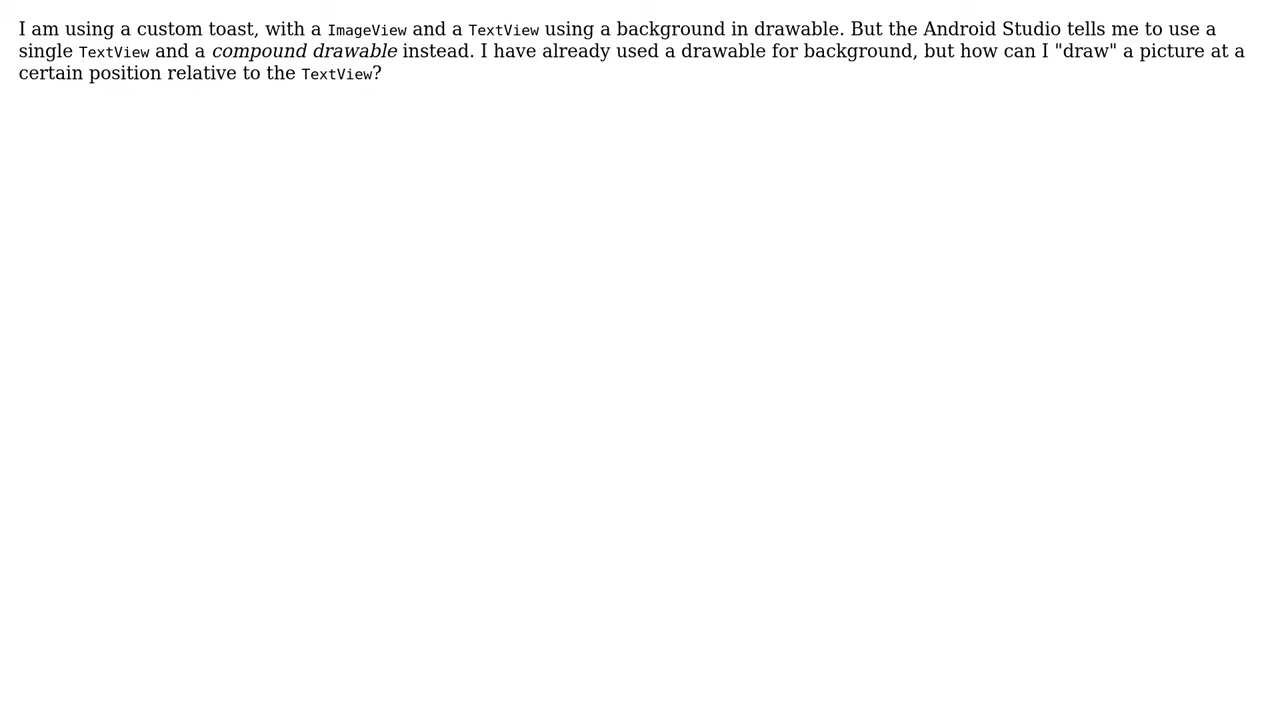 I am using a custom toast, with a ImageView and a TextView using a background in drawable. But the Android Studio tells me to use a
single TextView and a compound drawable instead. I have already used a drawable for background, but how can I "draw" a picture at a
certain position relative to the TextView?